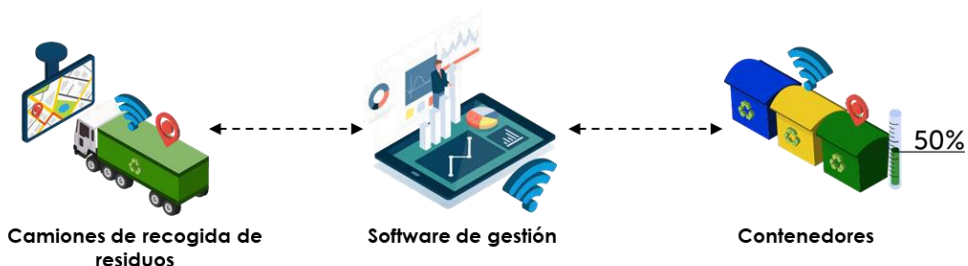 50%
Camiones de recogida de
residuos
Software de gestión
Contenedores